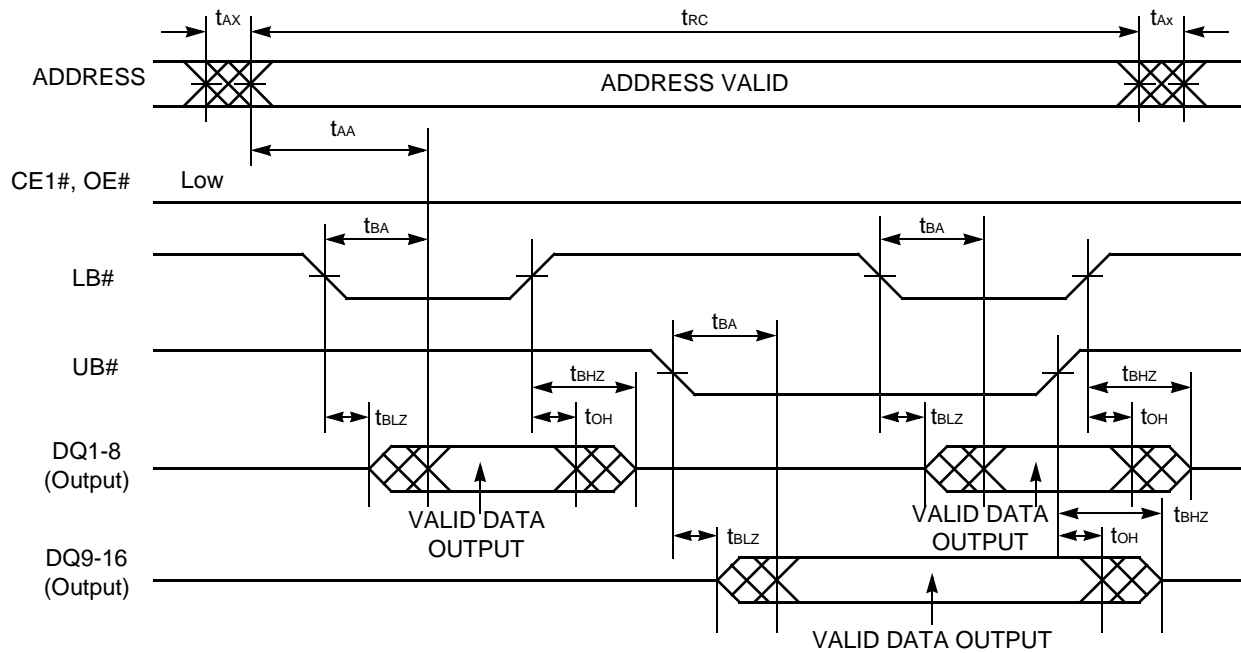 tAX tRC tAx
ADDRESS ADDRESS VALID
tAA
CE1#, OE# Low
tBA tBA
LB#
tBA
UB#
tBHZ tBHZ
tBLZ tOH tBLZ tOH
DQ1-8
(Output)
VALID DATA
OUTPUT
VALID DATA
OUTPUT
tBHZ
tBLZ tOH
DQ9-16
(Output)
VALID DATA OUTPUT